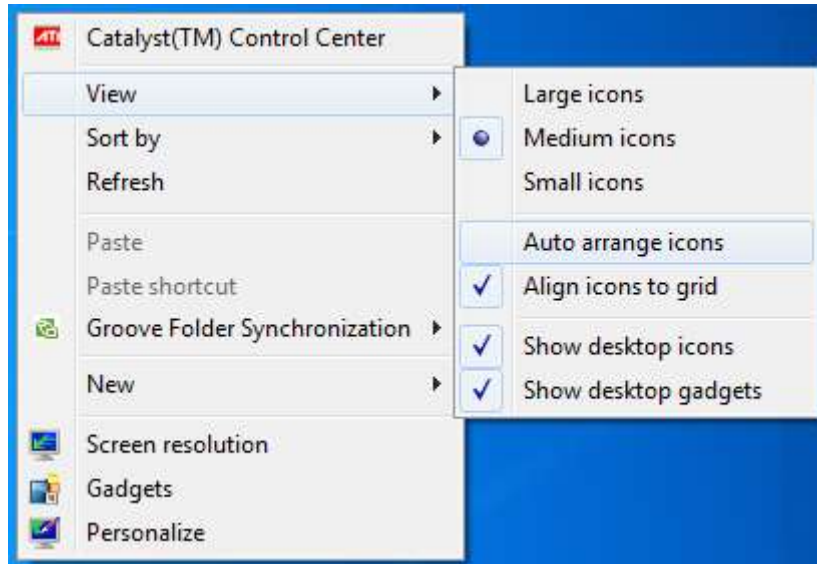 ATI Catalyst(TM) Control Center
View
Sort by
Refresh
Paste
Paste shortcut
Groove Folder Synchronization
New
Screen resolution
Gadgets
Personalize
Large icons
Medium icons
Small icons
Auto arrange icons
Align icons to grid
Show desktop icons
Show desktop gadgets